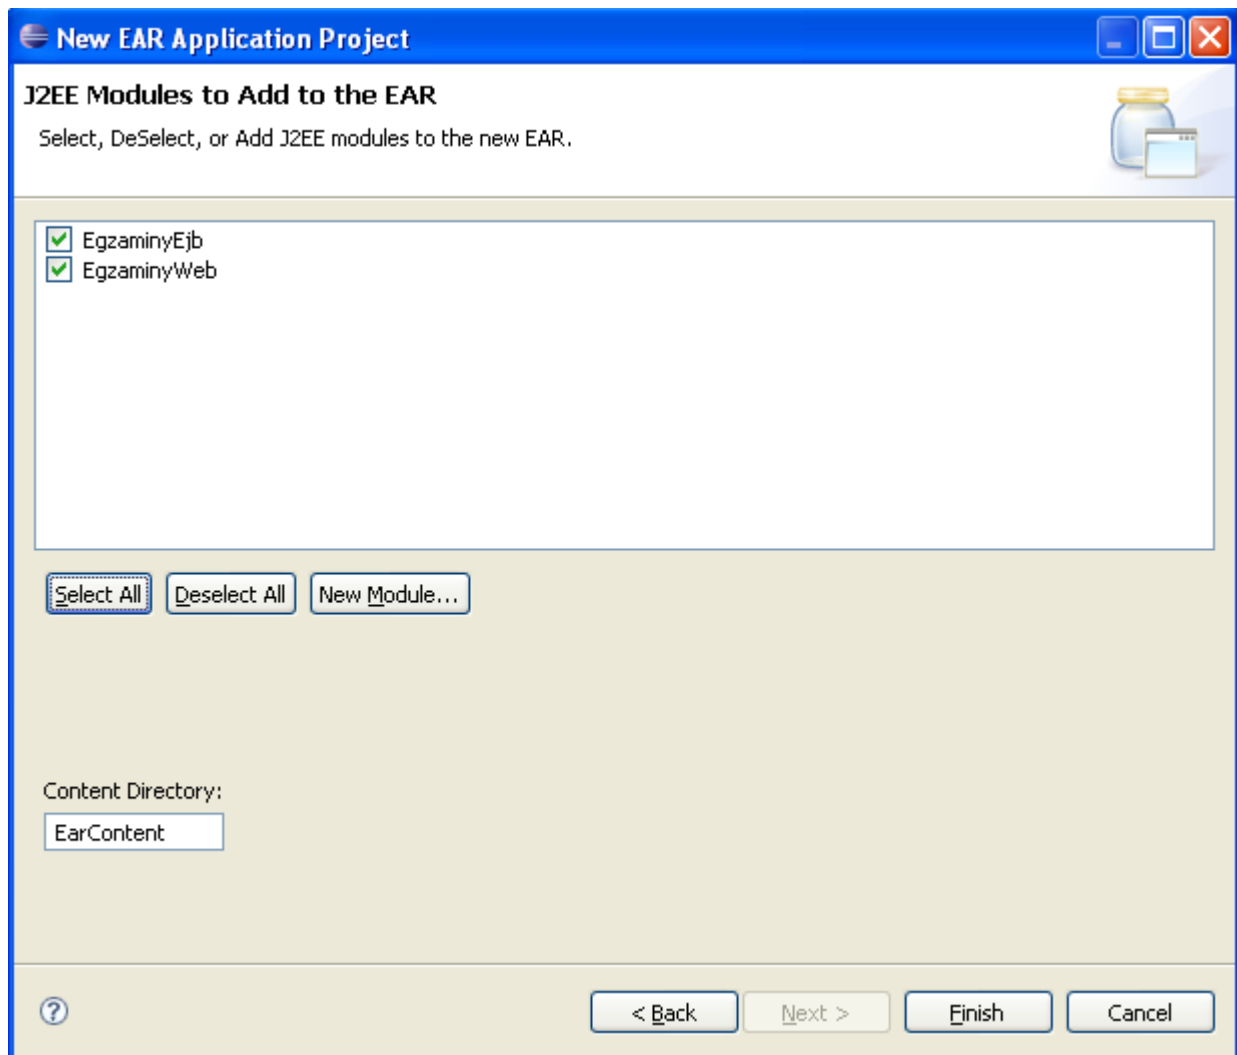 New EAR Application Project
J2EE Modules to Add to the EAR
Select, DeSelect, or Add J2EE modules to the new EAR.
EgzaminyEjb
EgzaminyWeb
Select All Deselect All New Module...
Content Directory:
EarContent
? < Back Next > Finish Cancel